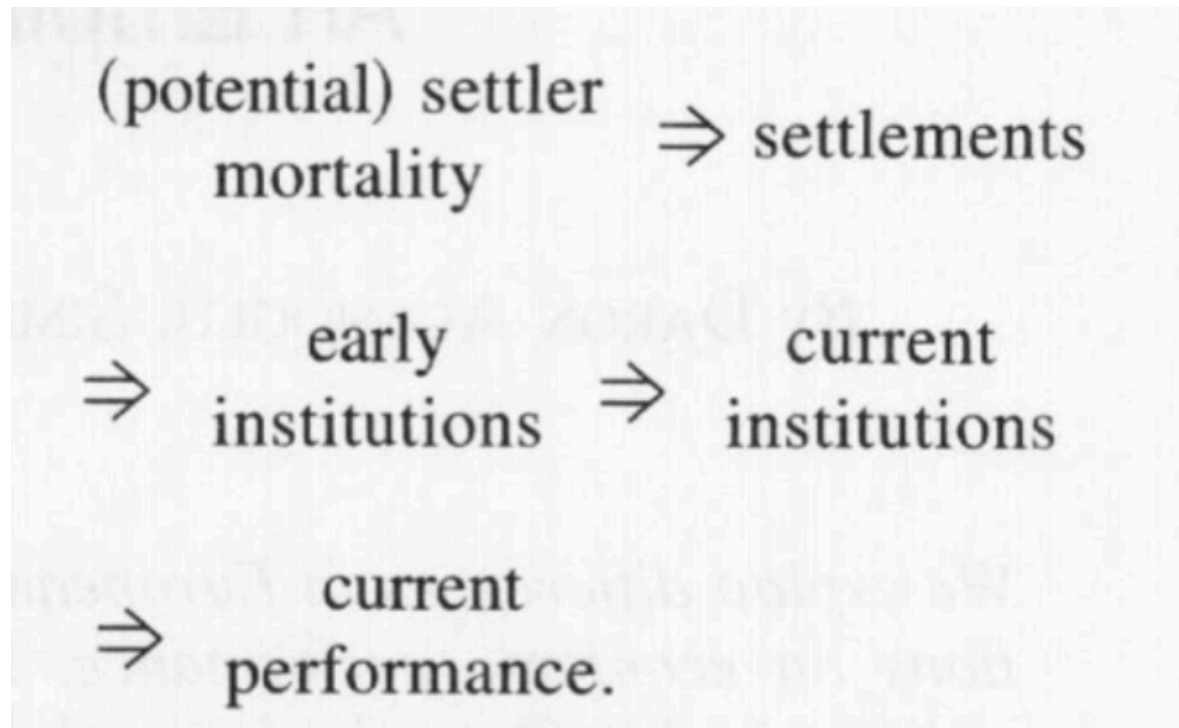 (potential) settler mortality ⇒ settlements
⇒ early institutions ⇒ current institutions
⇒ current performance.